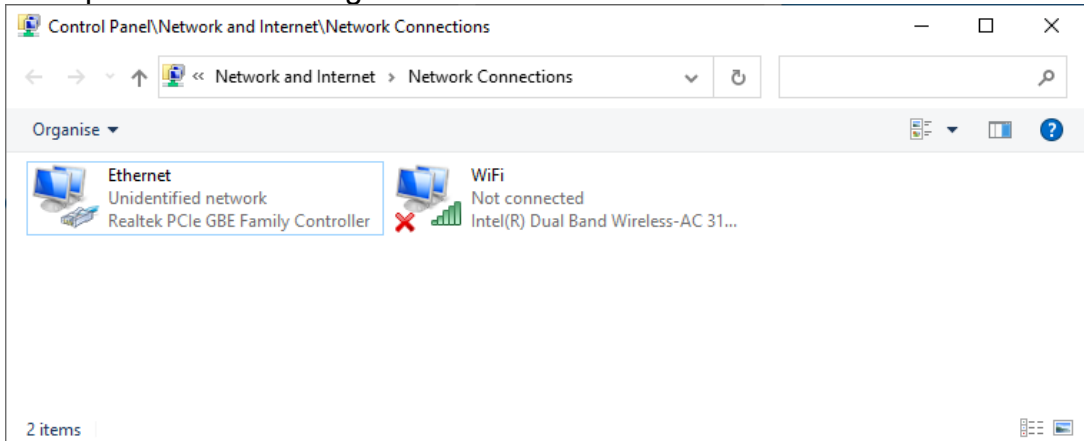 Control Panel\Network and Internet\Network Connections
« Network and Internet › Network Connections
Organise
Ethernet
Unidentified network
Realtek PCIe GBE Family Controller
WiFi
Not connected
Intel(R) Dual Band Wireless-AC 31...
2 items